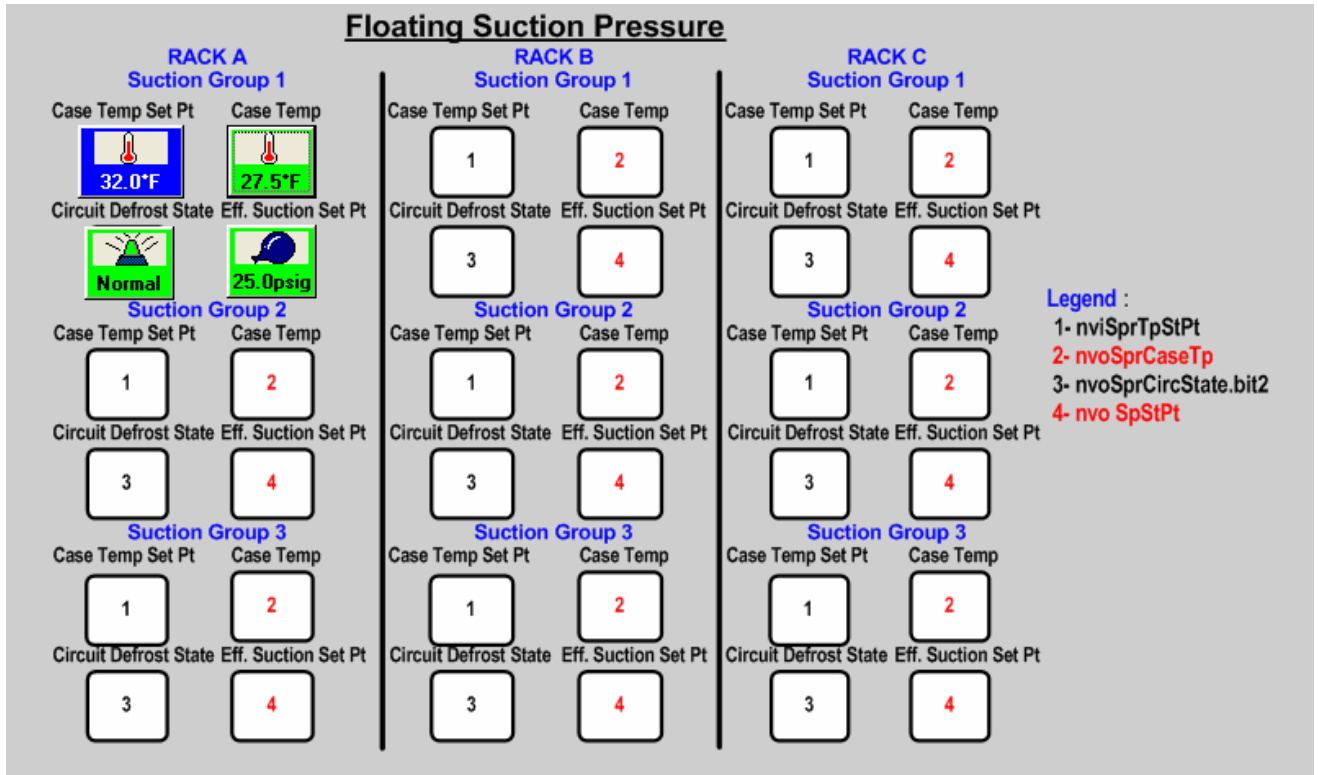 Floating Suction Pressure
RACK A RACK B RACK C
Suction Group 1 Suction Group 1 Suction Group 1
Case Temp Set Pt Case Temp Case Temp Set Pt Case Temp Case Temp Set Pt Case Temp
32.0°F 27.5°F 1 2 1 2
Circuit Defrost State Eff. Suction Set Pt Circuit Defrost State Eff. Suction Set Pt Circuit Defrost State Eff. Suction Set Pt
Normal 25.0psig 3 4 3 4
Suction Group 2 Suction Group 2 Suction Group 2
Case Temp Set Pt Case Temp Case Temp Set Pt Case Temp Case Temp Set Pt Case Temp
1 2 1 2 1 2
Circuit Defrost State Eff. Suction Set Pt Circuit Defrost State Eff. Suction Set Pt Circuit Defrost State Eff. Suction Set Pt
3 4 3 4 3 4
Suction Group 3 Suction Group 3 Suction Group 3
Case Temp Set Pt Case Temp Case Temp Set Pt Case Temp Case Temp Set Pt Case Temp
1 2 1 2 1 2
Circuit Defrost State Eff. Suction Set Pt Circuit Defrost State Eff. Suction Set Pt Circuit Defrost State Eff. Suction Set Pt
3 4 3 4 3 4
Legend :
1- nviSprTpStPt
2- nvoSprCaseTp
3- nvoSprCircState.bit2
4- nvo SpStPt